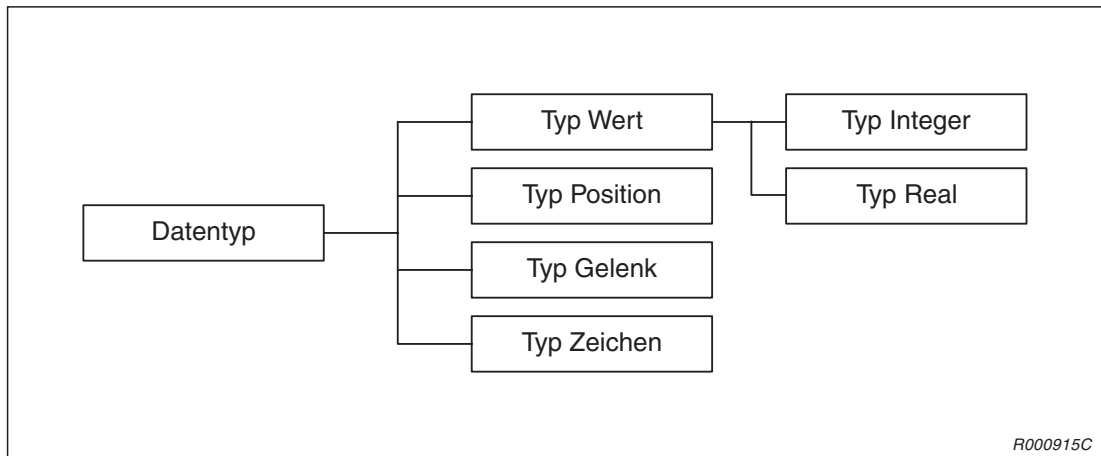 Datentyp
Typ Wert
Typ Position
Typ Gelenk
Typ Zeichen
Typ Integer
Typ Real
R000915C